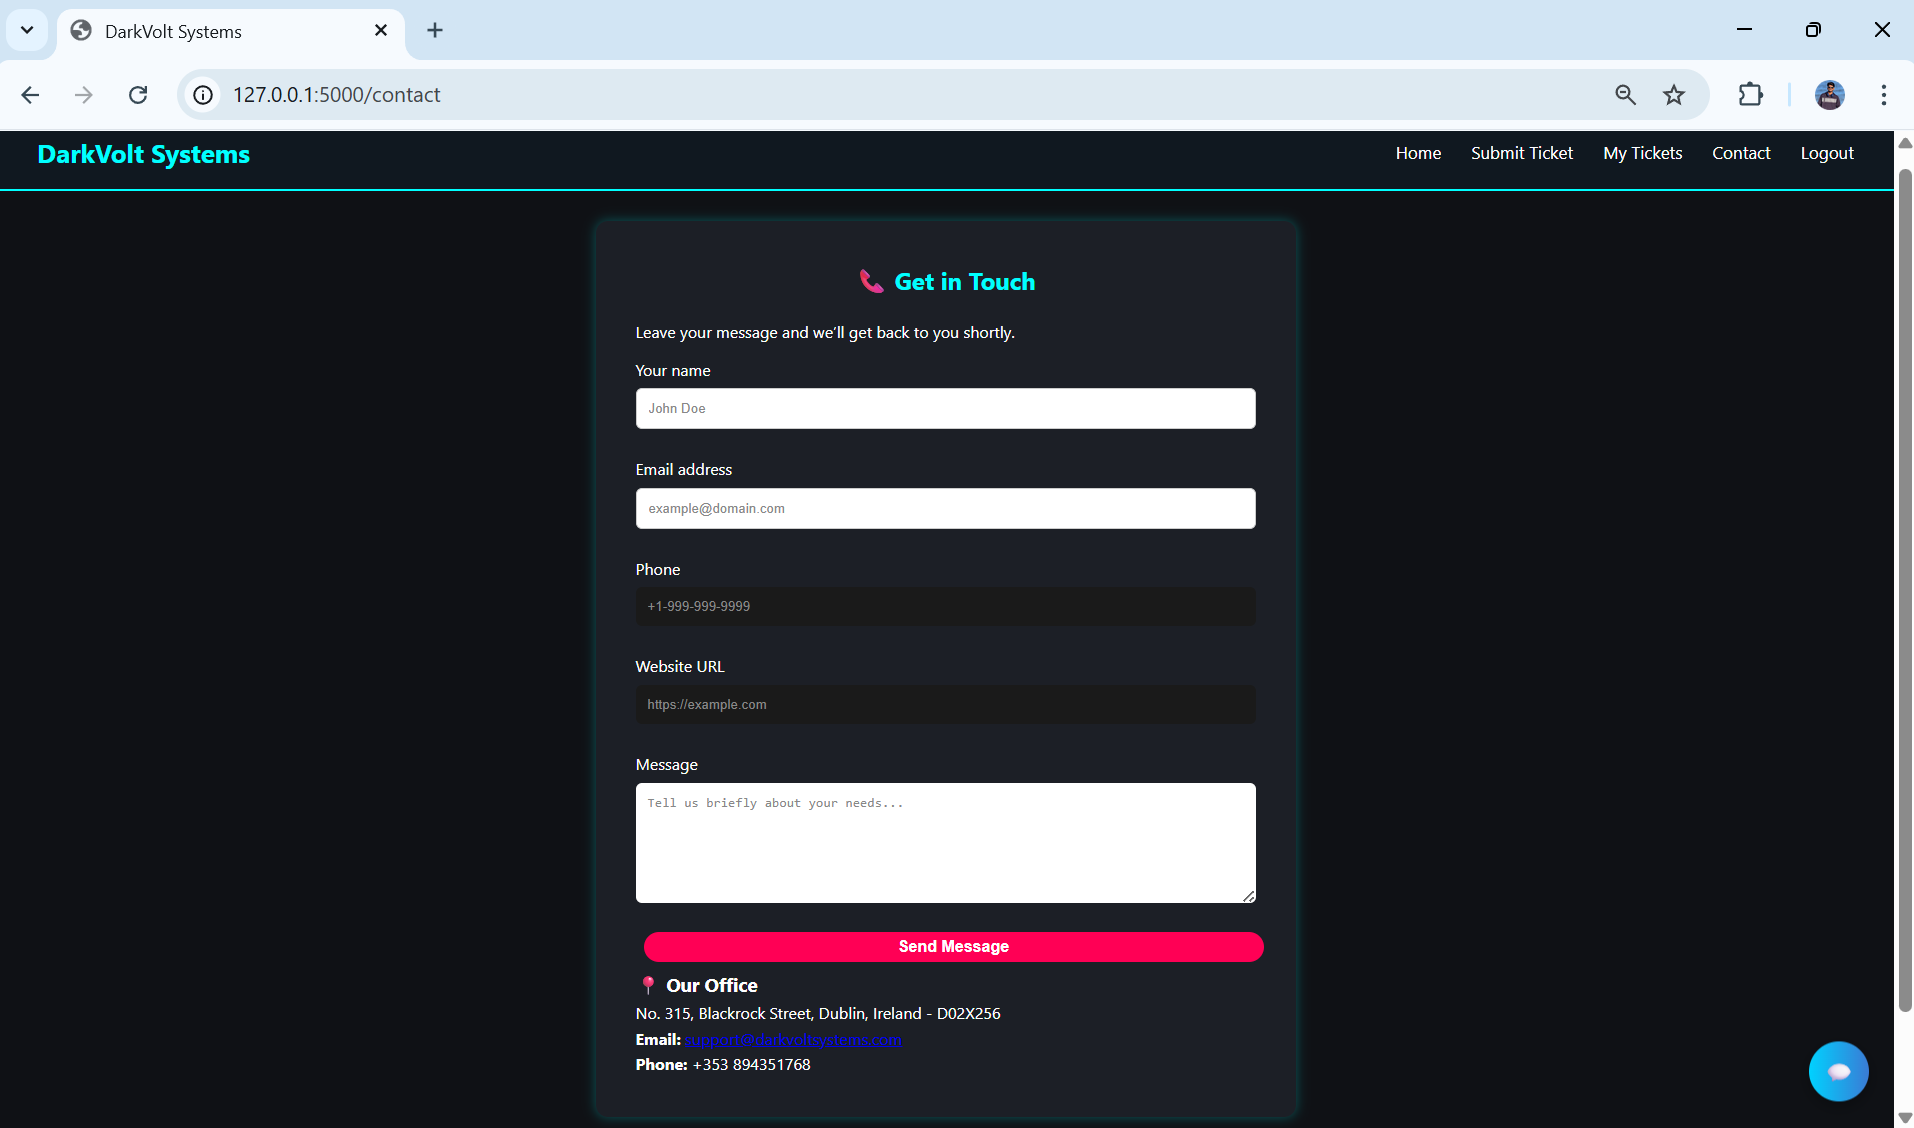 DarkVolt Systems
127.0.0.1:5000/contact
DarkVolt Systems
Home Submit Ticket My Tickets Contact Logout
Get in Touch
Leave your message and we'll get back to you shortly.
Your name
John Doe
Email address
example@domain.com
Phone
+1-999-999-9999
Website URL
https://example.com
Message
Tell us briefly about your needs...
Send Message
Our Office
No. 315, Blackrock Street, Dublin, Ireland - D02X256
Email: support@darkvoltsystems.com
Phone: +353 894351768